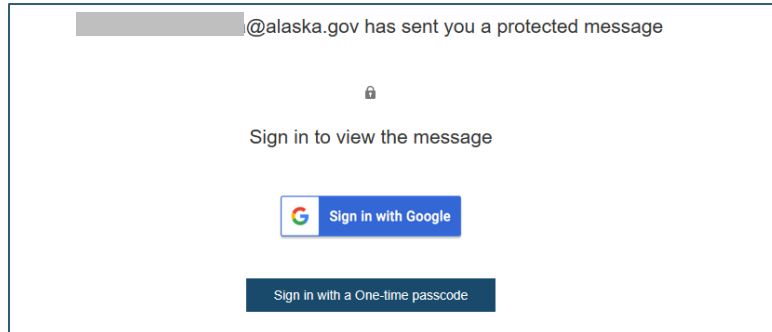 @alaska.gov has sent you a protected message
Sign in to view the message
Sign in with Google
Sign in with a One-time passcode